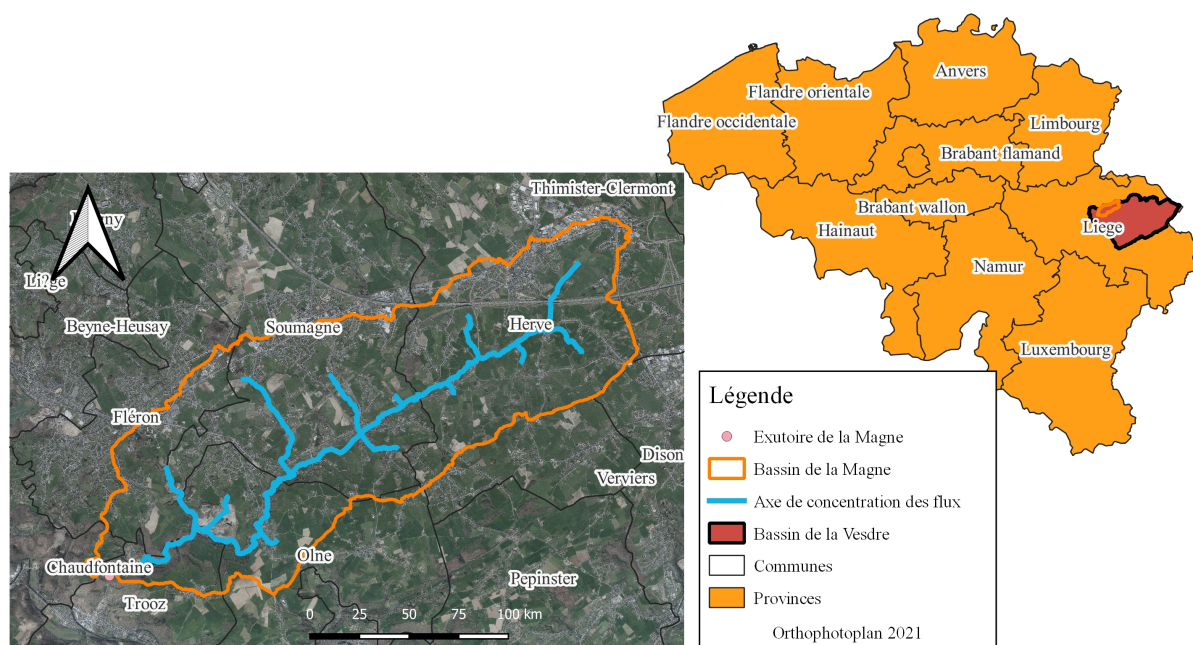 Anvers
Flandre orientale
Flandre occidentale
Limbourg
Brabant flamand
Brabant wallon
Hainaut
Liege
Namur
Luxembourg
Thimister-Clermont
Li?ge
Beyne-Heusay
Soumagne
Herve
Fléron
Dison
Verviers
Olne
Chaudfontaine
Pepinster
Trooz
0 25 50 75 100 km
Légende
Exutoire de la Magne
Bassin de la Magne
Axe de concentration des flux
Bassin de la Vesdre
Communes
Provinces
Orthophotoplan 2021